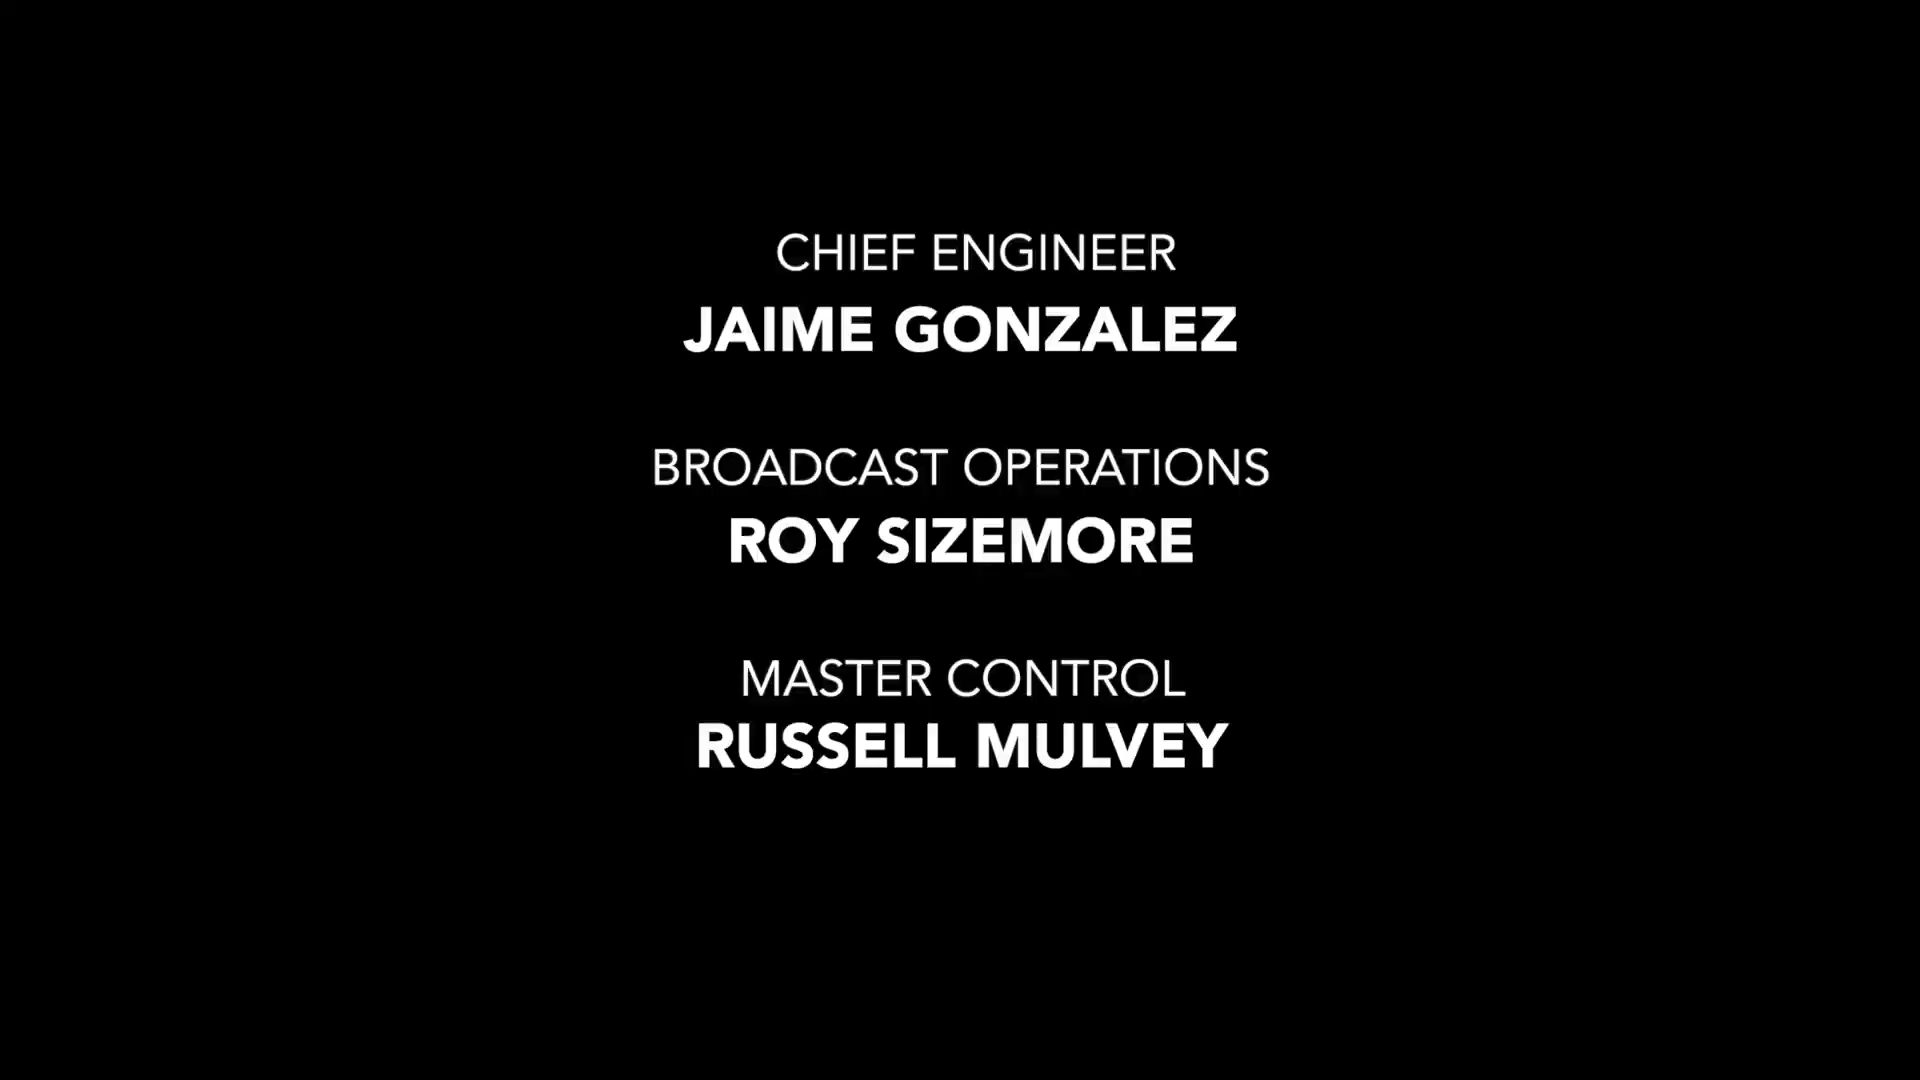 CHIEF ENGINEER
JAIME GONZALEZ
BROADCAST OPERATIONS
ROY SIZEMORE
MASTER CONTROL
RUSSELL MULVEY